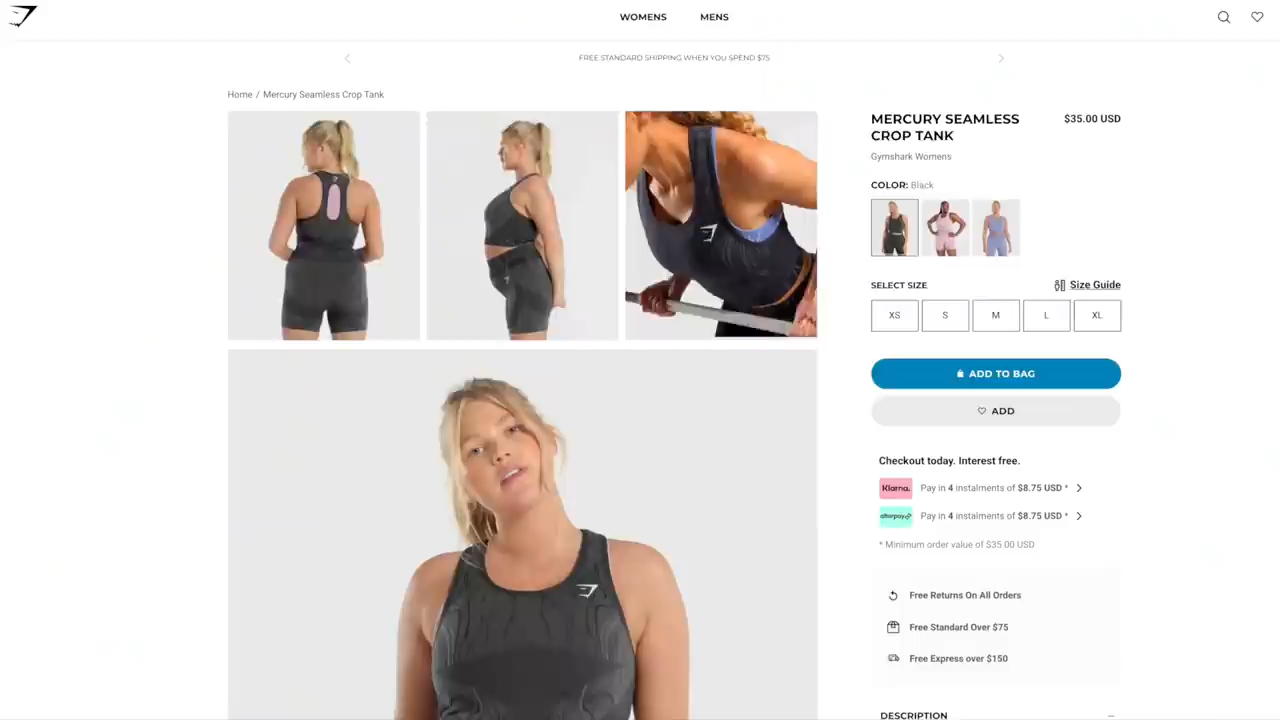 WOMENS
MENS
FREE STANDARD SHIPPING WHEN YOU SPEND $75
Home / Mercury Seamless Crop Tank
MERCURY SEAMLESS
CROP TANK
$35.00 USD
Gymshark Womens
COLOR: Black
SELECT SIZE
Size Guide
XS
S
M
L
XL
ADD TO BAG
ADD
Checkout today. Interest free.
Klarna. Pay in 4 instalments of $8.75 USD *
afterpay Pay in 4 instalments of $8.75 USD *
* Minimum order value of $35.00 USD
Free Returns On All Orders
Free Standard Over $75
Free Express over $150
DESCRIPTION